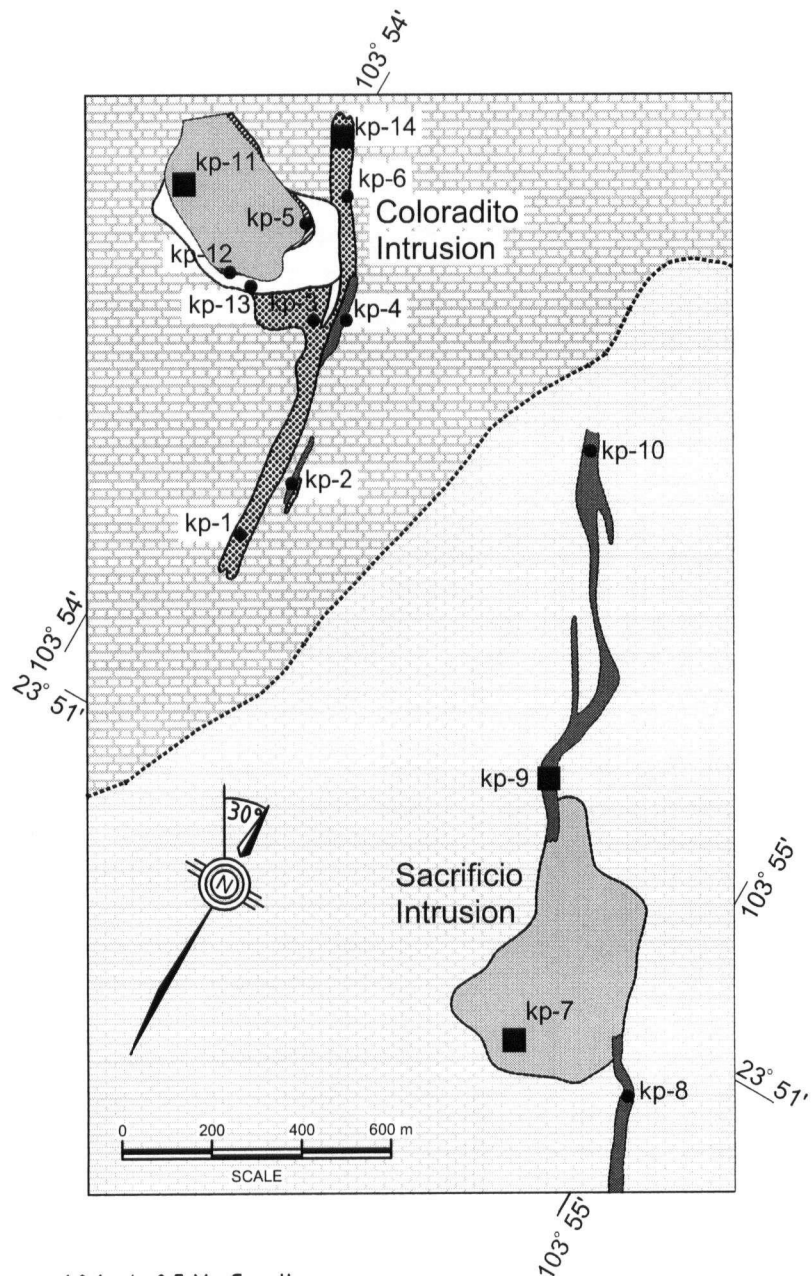 103° 54'
kp-14
kp-11
kp-6
kp-5
Coloradito
Intrusion
kp-12
kp-13
kp-3
kp-4
kp-10
kp-2
kp-1
103° 54'
23° 51'
kp-9
30°
N
Sacrificio
Intrusion
103° 55'
kp-7
23° 51'
kp-8
0 200 400 600 m
SCALE
103° 55'